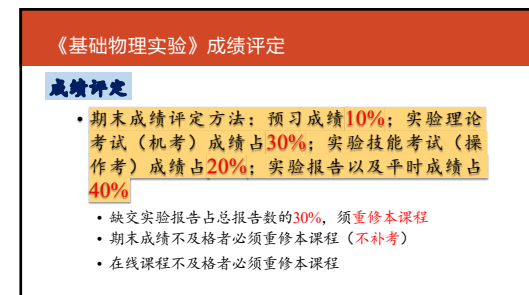 《基础物理实验》成绩评定
成绩评定
• 期末成绩评定方法：预习成绩10%；实验理论
考试（机考）成绩占30%；实验技能考试（操
作考）成绩占20%；实验报告以及平时成绩占
40%
• 缺交实验报告占总报告数的30%，须重修本课程
• 期末成绩不及格者必须重修本课程（不补考）
• 在线课程不及格者必须重修本课程